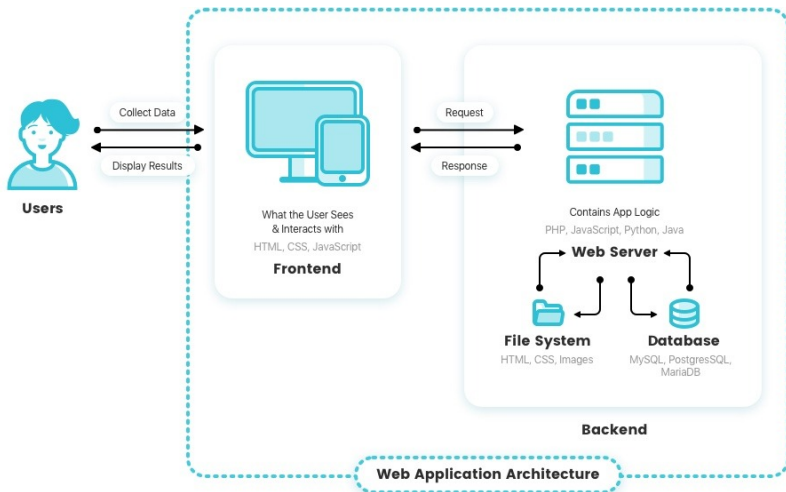 Collect Data
Display Results
Users
What the User Sees
& Interacts with
HTML, CSS, JavaScript
Frontend
Request
Response
Contains App Logic
PHP, JavaScript, Python, Java
Web Server
File System
HTML, CSS, Images
Database
MySQL, PostgresSQL,
MariaDB
Backend
Web Application Architecture